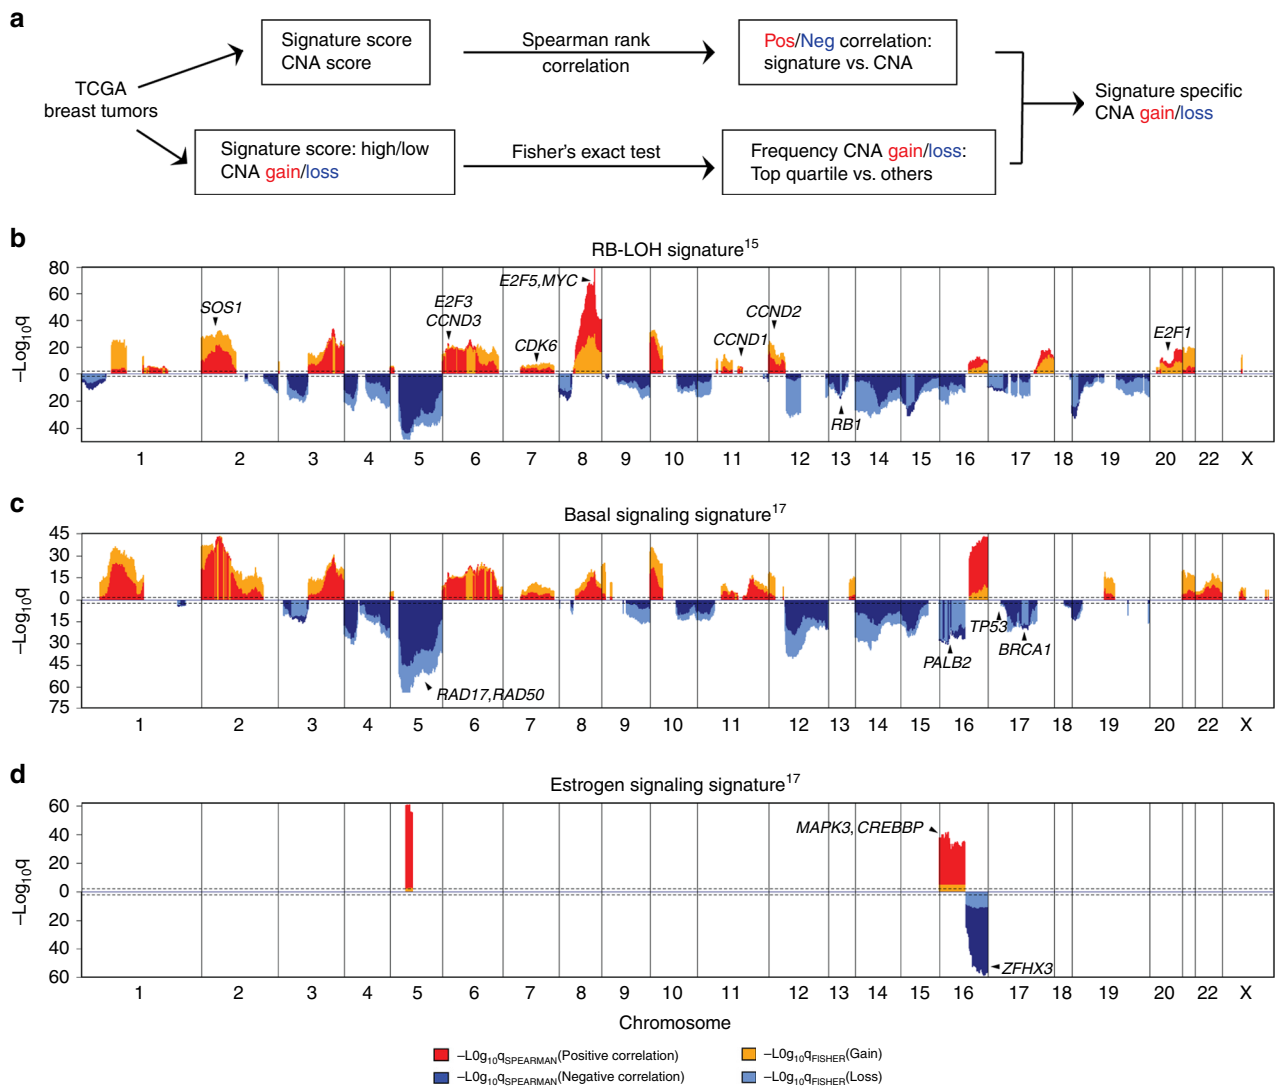 a
TCGA
breast tumors
Signature score
CNA score
Spearman rank
correlation
Pos/Neg correlation:
signature vs. CNA
Signature score: high/low
CNA gain/loss
Fisher's exact test
Frequency CNA gain/loss:
Top quartile vs. others
Signature specific
CNA gain/loss
b
RB-LOH signature15
–Log10q
80
60
40
20
0
20
40
SOS1
E2F3
CCND3
CDK6
E2F5,MYC
CCND1
CCND2
RB1
E2F1
1 2 3 4 5 6 7 8 9 10 11 12 13 14 15 16 17 18 19 20 22 X
c
Basal signaling signature17
–Log10q
45
30
15
0
15
30
45
60
75
RAD17,RAD50
PALB2
TP53
BRCA1
1 2 3 4 5 6 7 8 9 10 11 12 13 14 15 16 17 18 19 20 22 X
d
Estrogen signaling signature17
–Log10q
60
40
20
0
20
40
60
MAPK3, CREBBP
ZFHX3
1 2 3 4 5 6 7 8 9 10 11 12 13 14 15 16 17 18 19 20 22 X
Chromosome
–L0g10qSPEARMAN(Positive correlation)
–L0g10qSPEARMAN(Negative correlation)
–L0g10qFISHER(Gain)
–L0g10qFISHER(Loss)